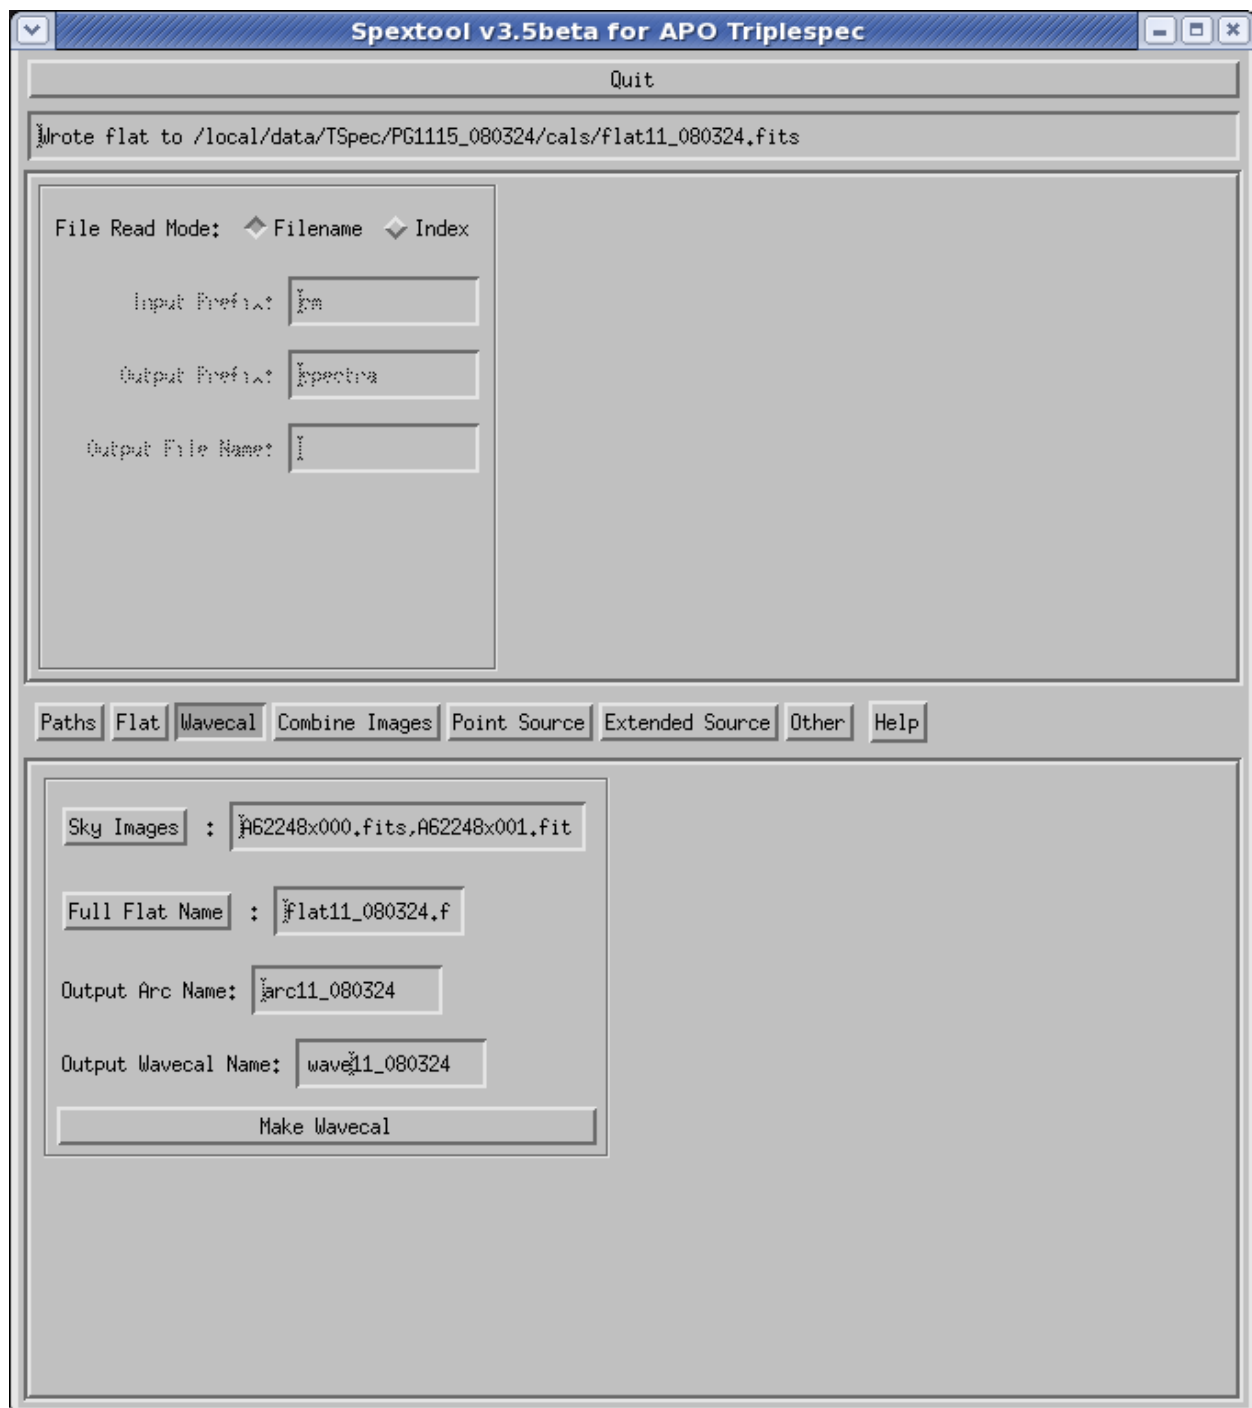 Spextool v3.5beta for APO Triplespec
Quit
Wrote flat to /local/data/TSpec/PG1115_080324/cals/flat11_080324.fits
File Read Mode: Filename Index
Input Prefix:
Output Prefix: spectra
Output File Name:
Paths Flat Wavecal Combine Images Point Source Extended Source Other Help
Sky Images : A62248x000.fits,A62248x001.fit
Full Flat Name : flat11_080324.f
Output Arc Name: arc11_080324
Output Wavecal Name: wave11_080324
Make Wavecal